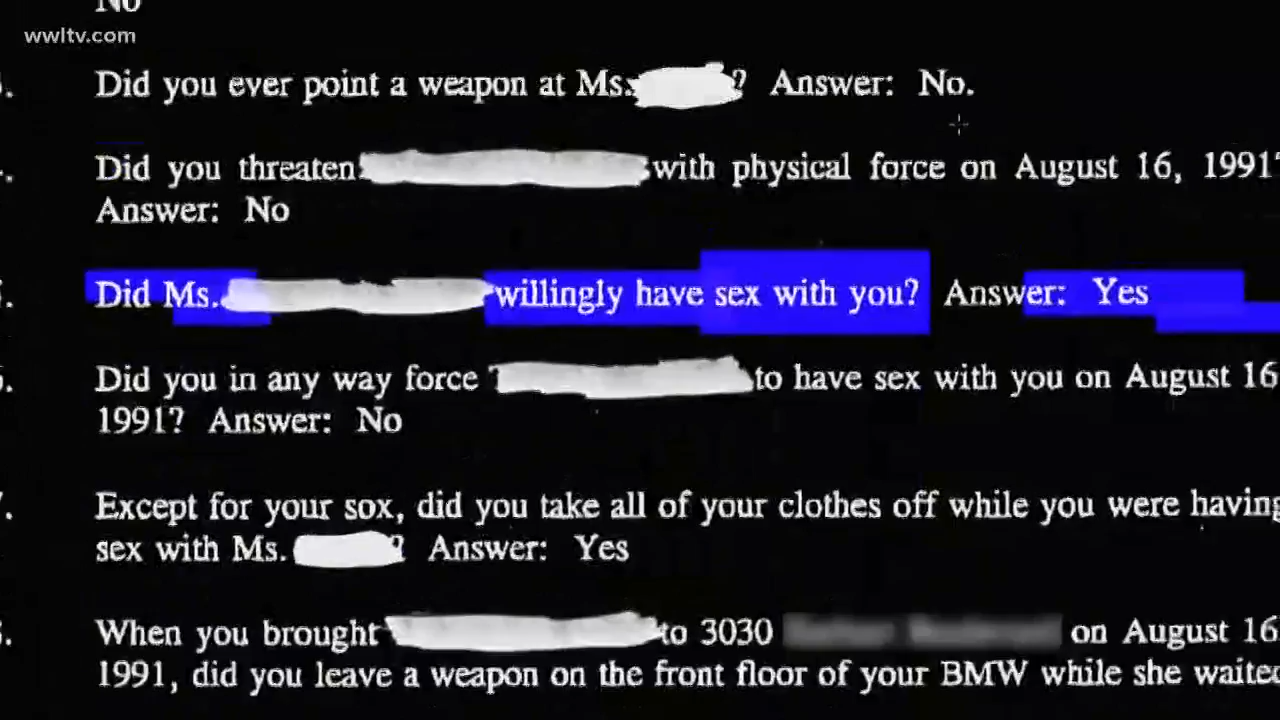 No
wwltv.com
Did you ever point a weapon at Ms. ? Answer: No.
Did you threaten with physical force on August 16, 1991?
Answer: No
Did Ms. willingly have sex with you? Answer: Yes
Did you in any way force to have sex with you on August 16
1991? Answer: No
Except for your sox, did you take all of your clothes off while you were having
sex with Ms. ? Answer: Yes
When you brought to 3030 on August 16
1991, did you leave a weapon on the front floor of your BMW while she waited